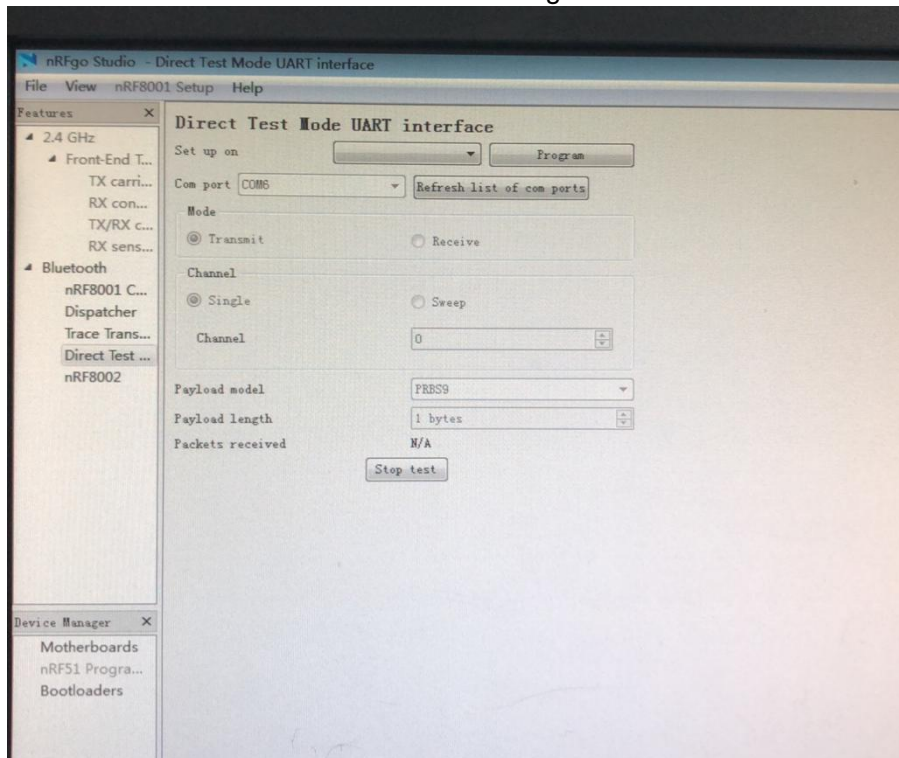 nRFgo Studio - Direct Test Mode UART interface
File View nRF8001 Setup Help
Features X
2.4 GHz
Front-End T...
TX carri...
RX con...
TX/RX c...
RX sens...
Bluetooth
nRF8001 C...
Dispatcher
Trace Trans...
Direct Test ...
nRF8002
Direct Test Mode UART interface
Set up on Program
Com port COM6 Refresh list of com ports
Mode
Transmit Receive
Channel
Single Sweep
Channel 0
Payload model PRBS9
Payload length 1 bytes
Packets received N/A
Stop test
Device Manager X
Motherboards
nRF51 Progra...
Bootloaders